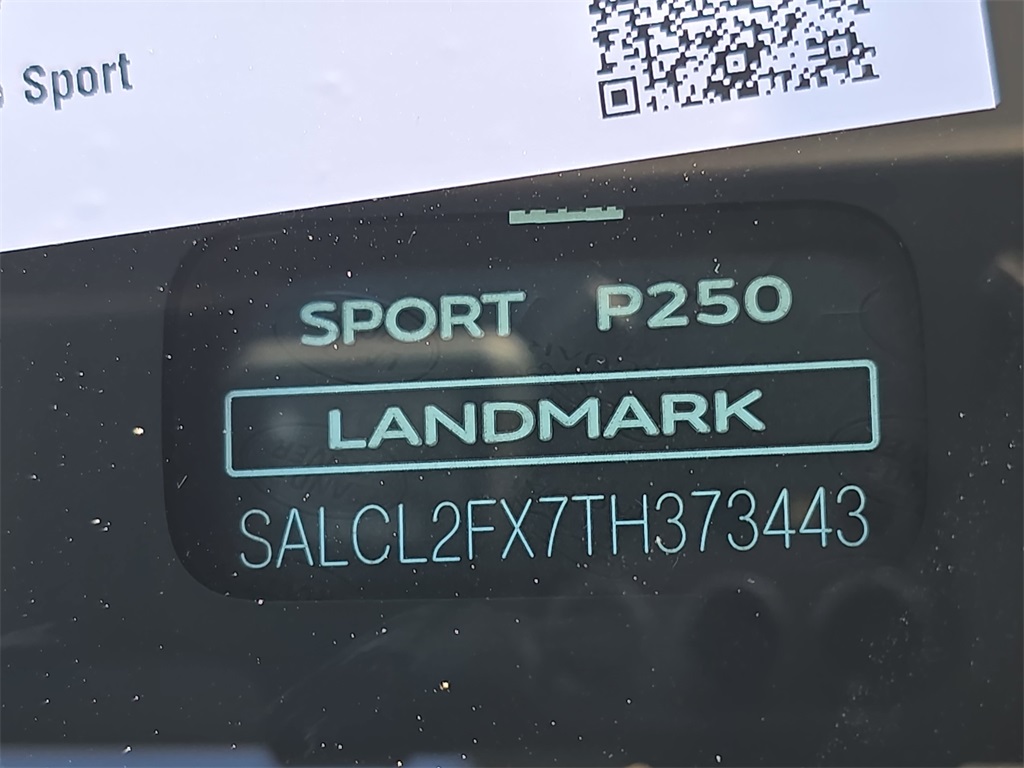 Sport
SPORT P250
LANDMARK
SALCL2FX7TH373443